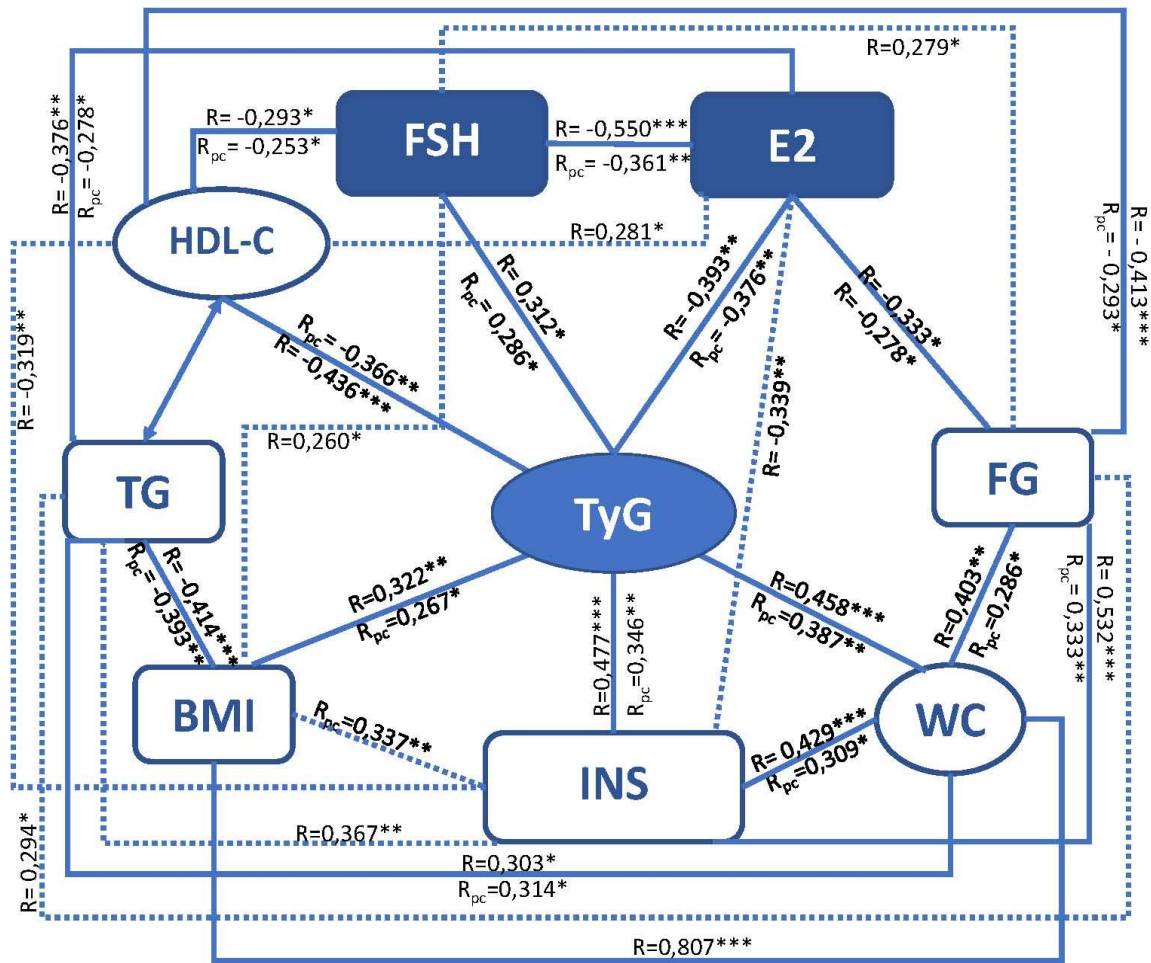 R=0,279*
FSH
E2
R= -0,293*
Rpc= -0,253*
R= -0,550***
Rpc= -0,361**
R= -0,376**
Rpc= -0,278*
HDL-C
R=0,281*
R= - 0,413***
Rpc= - 0,293*
R= 0,312*
Rpc= 0,286*
R= -0,393**
Rpc= -0,376**
R= -0,333*
R= -0,278*
R= -0,319**
Rpc= -0,366**
R= -0,436***
R= -0,339**
R=0,260*
TG
TyG
FG
R= -0,414***
Rpc= -0,393**
R=0,322**
Rpc=0,267*
R=0,477***
Rpc=0,346**
R=0,458***
Rpc=0,387**
R=0,403**
Rpc=0,286*
R= 0,532***
Rpc= 0,333**
BMI
Rpc=0,337**
INS
R= 0,429***
Rpc=0,309*
WC
R= 0,294*
R=0,367**
R=0,303*
Rpc=0,314*
R=0,807***